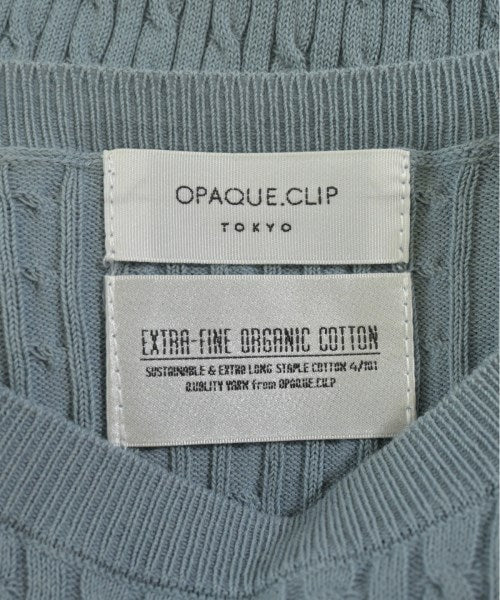 OPAQUE.CLIP
TOKYO
EXTRA-FINE ORGANIC COTTON
SUSTAINABLE & EXTRA LONG STAPLE COTTON 4/101
QUALITY YARN from OPAQUE.CLIP